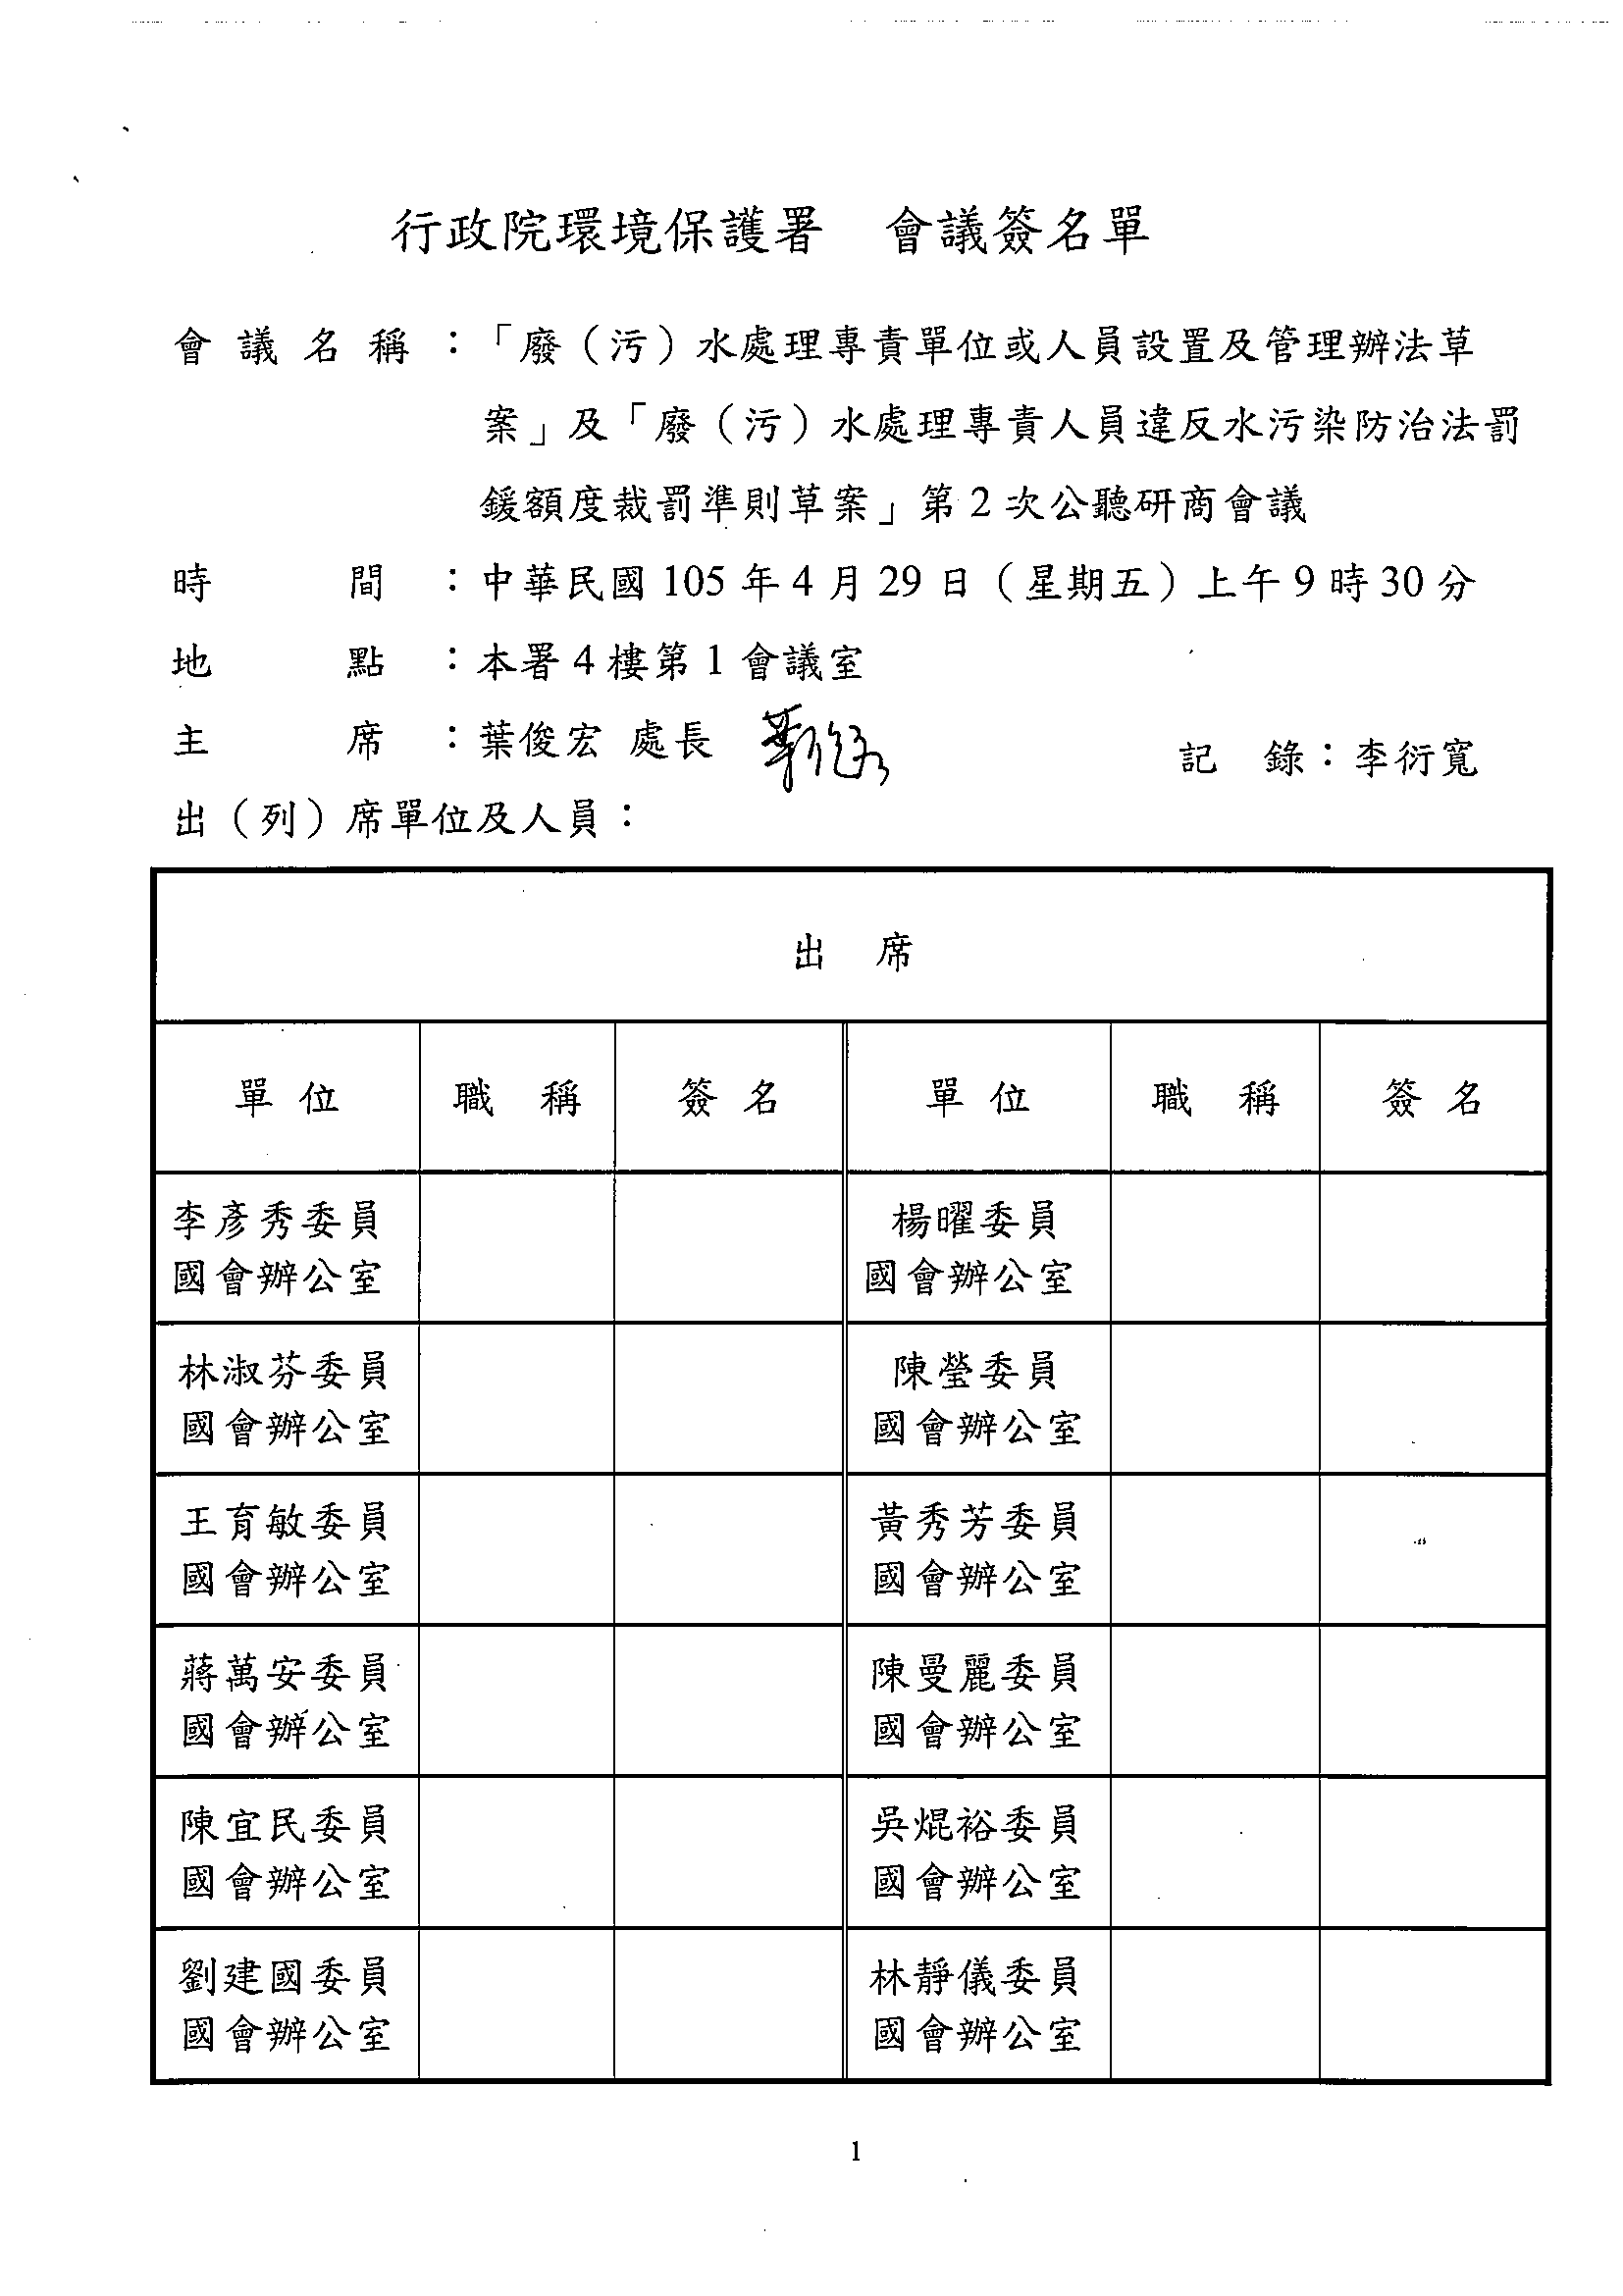 行政院環境保護署　會議簽名單
會議名稱：「廢（污）水處理專責單位或人員設置及管理辦法草
案」及「廢（污）水處理專責人員違反水污染防治法罰
鍰額度裁罰準則草案」第2次公聽研商會議
時間：中華民國105年4月29日（星期五）上午9時30分
地點：本署4樓第1會議室
主席：葉俊宏 處長 葉俊宏 記錄：李衍寬
出（列）席單位及人員：
出席
單位 職稱 簽名 單位 職稱 簽名
李彥秀委員 楊曜委員
國會辦公室 國會辦公室
林淑芬委員 陳瑩委員
國會辦公室 國會辦公室
王育敏委員 黃秀芳委員
國會辦公室 國會辦公室
蔣萬安委員 陳曼麗委員
國會辦公室 國會辦公室
陳宜民委員 吳焜裕委員
國會辦公室 國會辦公室
劉建國委員 林靜儀委員
國會辦公室 國會辦公室
1